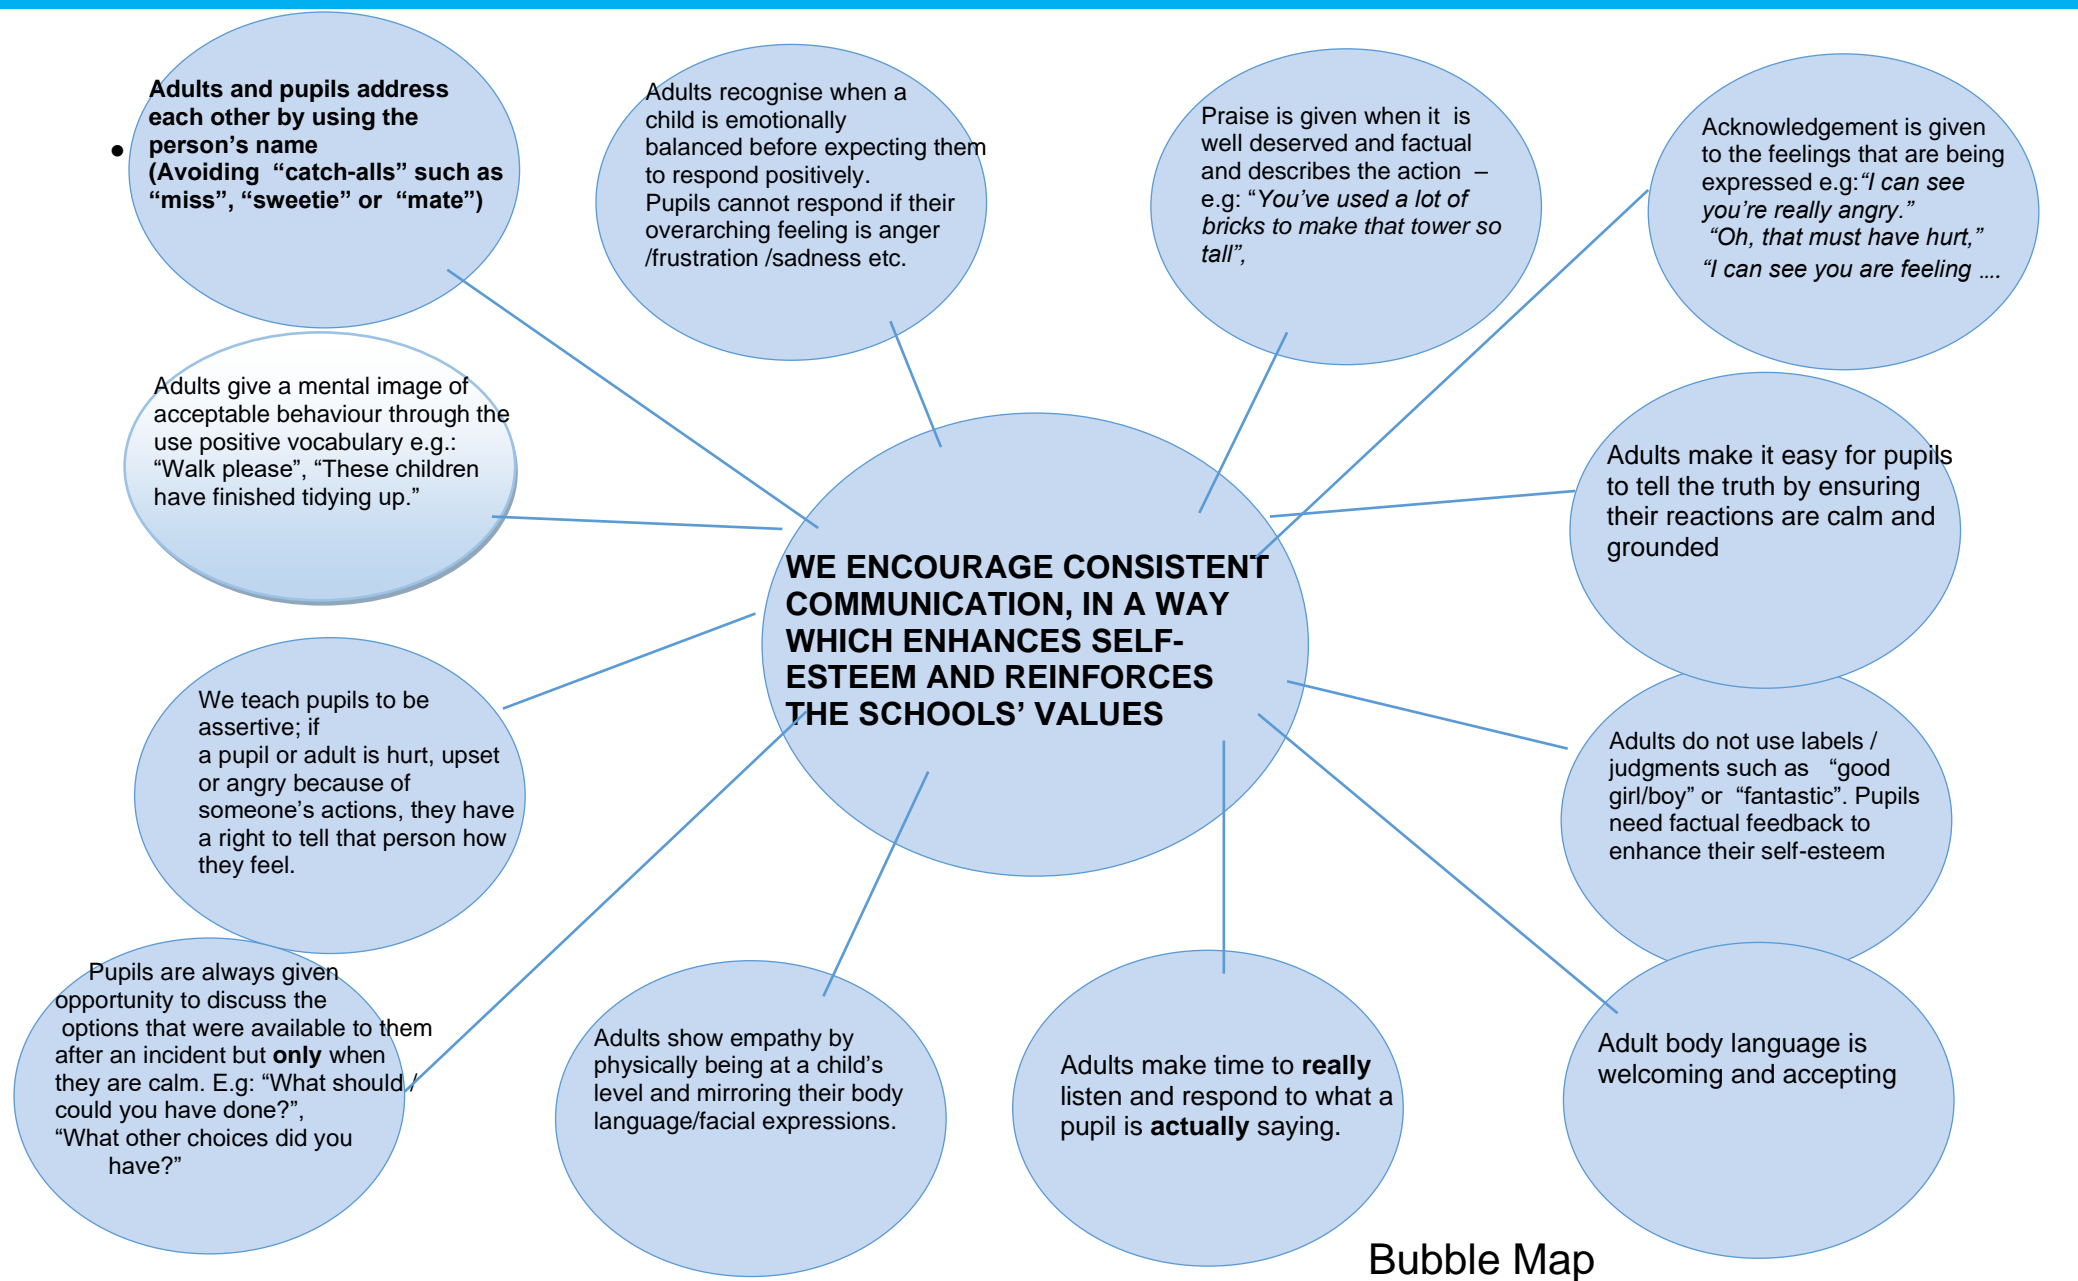 • Adults and pupils address
each other by using the
person’s name
(Avoiding “catch-alls” such as
“miss”, “sweetie” or “mate”)
Adults recognise when a
child is emotionally
balanced before expecting them
to respond positively.
Pupils cannot respond if their
overarching feeling is anger
/frustration /sadness etc.
Praise is given when it is
well deserved and factual
and describes the action –
e.g: “You’ve used a lot of
bricks to make that tower so
tall”,
Acknowledgement is given
to the feelings that are being
expressed e.g:“I can see
you’re really angry.”
“Oh, that must have hurt,”
“I can see you are feeling ….
Adults give a mental image of
acceptable behaviour through the
use positive vocabulary e.g.:
“Walk please”, “These children
have finished tidying up.”
Adults make it easy for pupils
to tell the truth by ensuring
their reactions are calm and
grounded
WE ENCOURAGE CONSISTENT
COMMUNICATION, IN A WAY
WHICH ENHANCES SELF-
ESTEEM AND REINFORCES
THE SCHOOLS’ VALUES
We teach pupils to be
assertive; if
a pupil or adult is hurt, upset
or angry because of
someone’s actions, they have
a right to tell that person how
they feel.
Adults do not use labels /
judgments such as “good
girl/boy” or “fantastic”. Pupils
need factual feedback to
enhance their self-esteem
Pupils are always given
opportunity to discuss the
options that were available to them
after an incident but only when
they are calm. E.g: “What should /
could you have done?”,
“What other choices did you
have?”
Adults show empathy by
physically being at a child’s
level and mirroring their body
language/facial expressions.
Adults make time to really
listen and respond to what a
pupil is actually saying.
Adult body language is
welcoming and accepting
Bubble Map